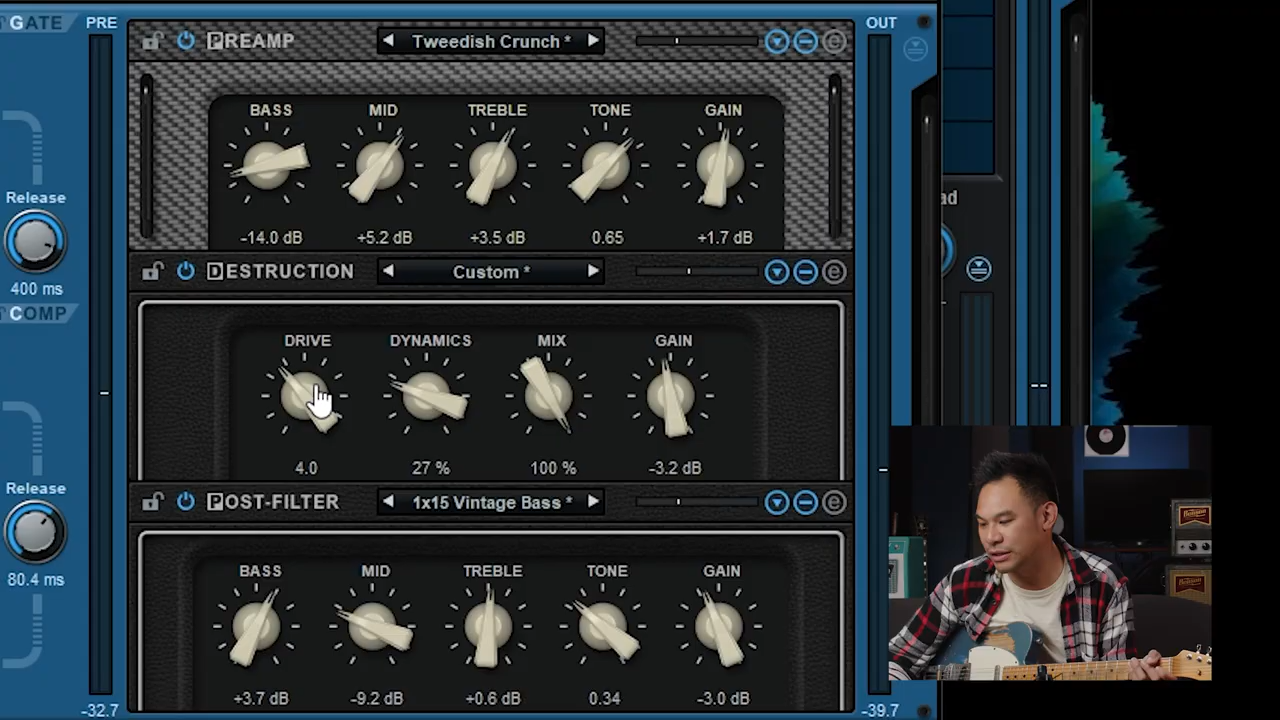 GATE
PRE
Release
400 ms
COMP
Release
80.4 ms
-32.7
PREAMP
Tweedish Crunch *
e
BASS MID TREBLE TONE GAIN
-14.0 dB +5.2 dB +3.5 dB 0.65 +1.7 dB
DESTRUCTION
Custom *
e
DRIVE DYNAMICS MIX GAIN
4.0 27 % 100 % -3.2 dB
POST-FILTER
1x15 Vintage Bass *
e
BASS MID TREBLE TONE GAIN
+3.7 dB -9.2 dB +0.6 dB 0.34 -3.0 dB
OUT
-39.7
ad